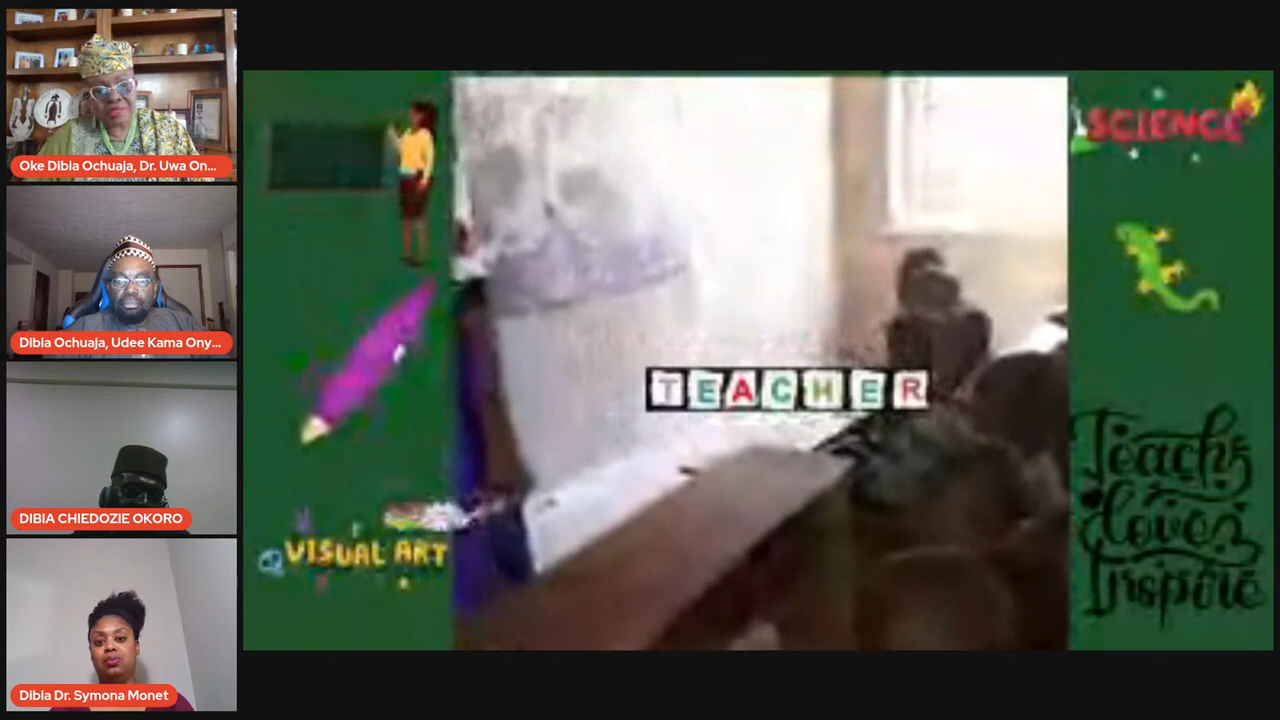 Oke Dibia Ochuaja, Dr. Uwa On...
Dibia Ochuaja, Udee Kama Ony...
DIBIA CHIEDOZIE OKORO
Dibia Dr. Symona Monet
SCIENCE
TEACHER
VISUAL ART
Teach
Love
Inspire